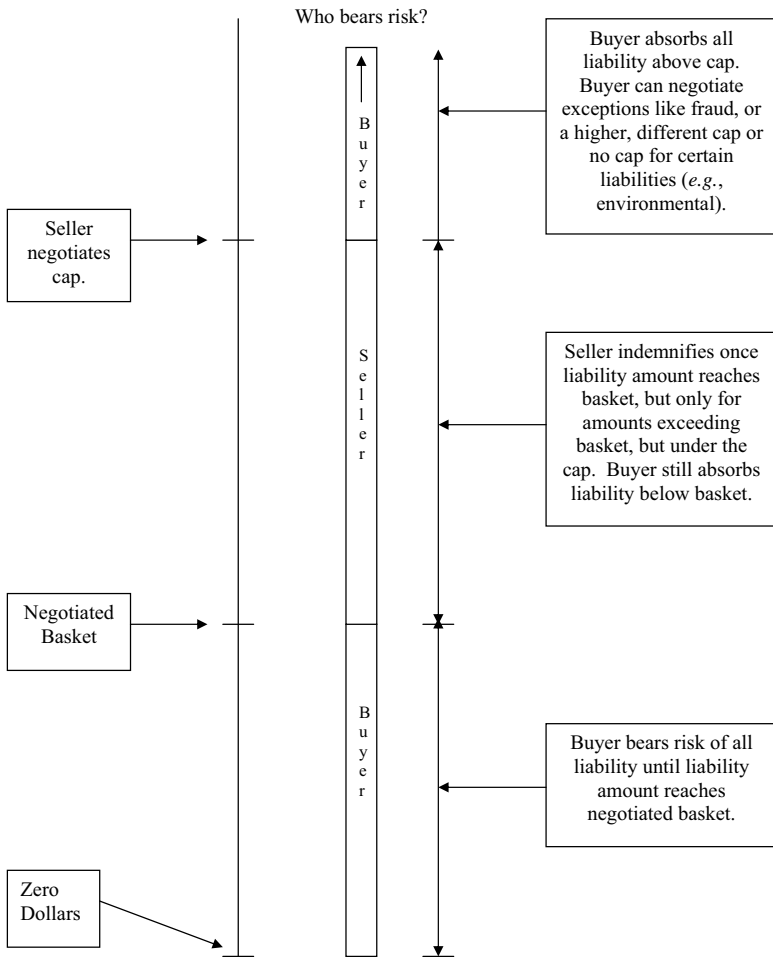 Who bears risk?
Buyer absorbs all
liability above cap.
Buyer can negotiate
exceptions like fraud, or
a higher, different cap or
no cap for certain
liabilities (e.g.,
environmental).
Buyer
Seller
negotiates
cap.
Seller
Seller indemnifies once
liability amount reaches
basket, but only for
amounts exceeding
basket, but under the
cap.  Buyer still absorbs
liability below basket.
Negotiated
Basket
Buyer
Buyer bears risk of all
liability until liability
amount reaches
negotiated basket.
Zero
Dollars